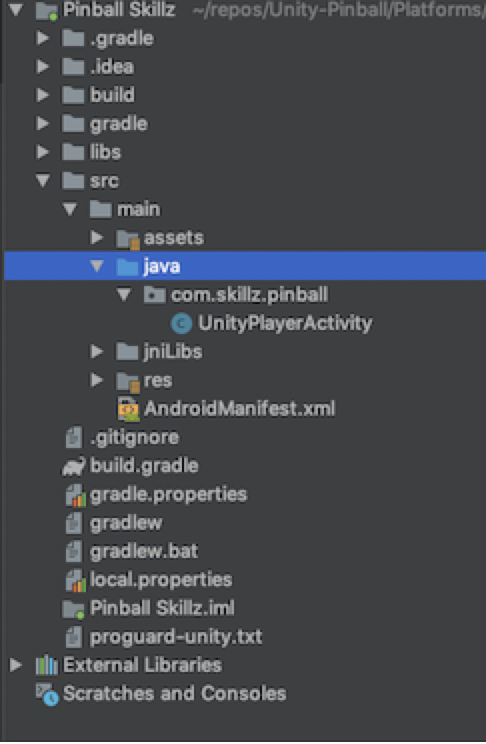 Pinball Skillz ~/repos/Unity-Pinball/Platforms/
.gradle
.idea
build
gradle
libs
src
main
assets
java
com.skillz.pinball
UnityPlayerActivity
jniLibs
res
AndroidManifest.xml
.gitignore
build.gradle
gradle.properties
gradlew
gradlew.bat
local.properties
Pinball Skillz.iml
proguard-unity.txt
External Libraries
Scratches and Consoles